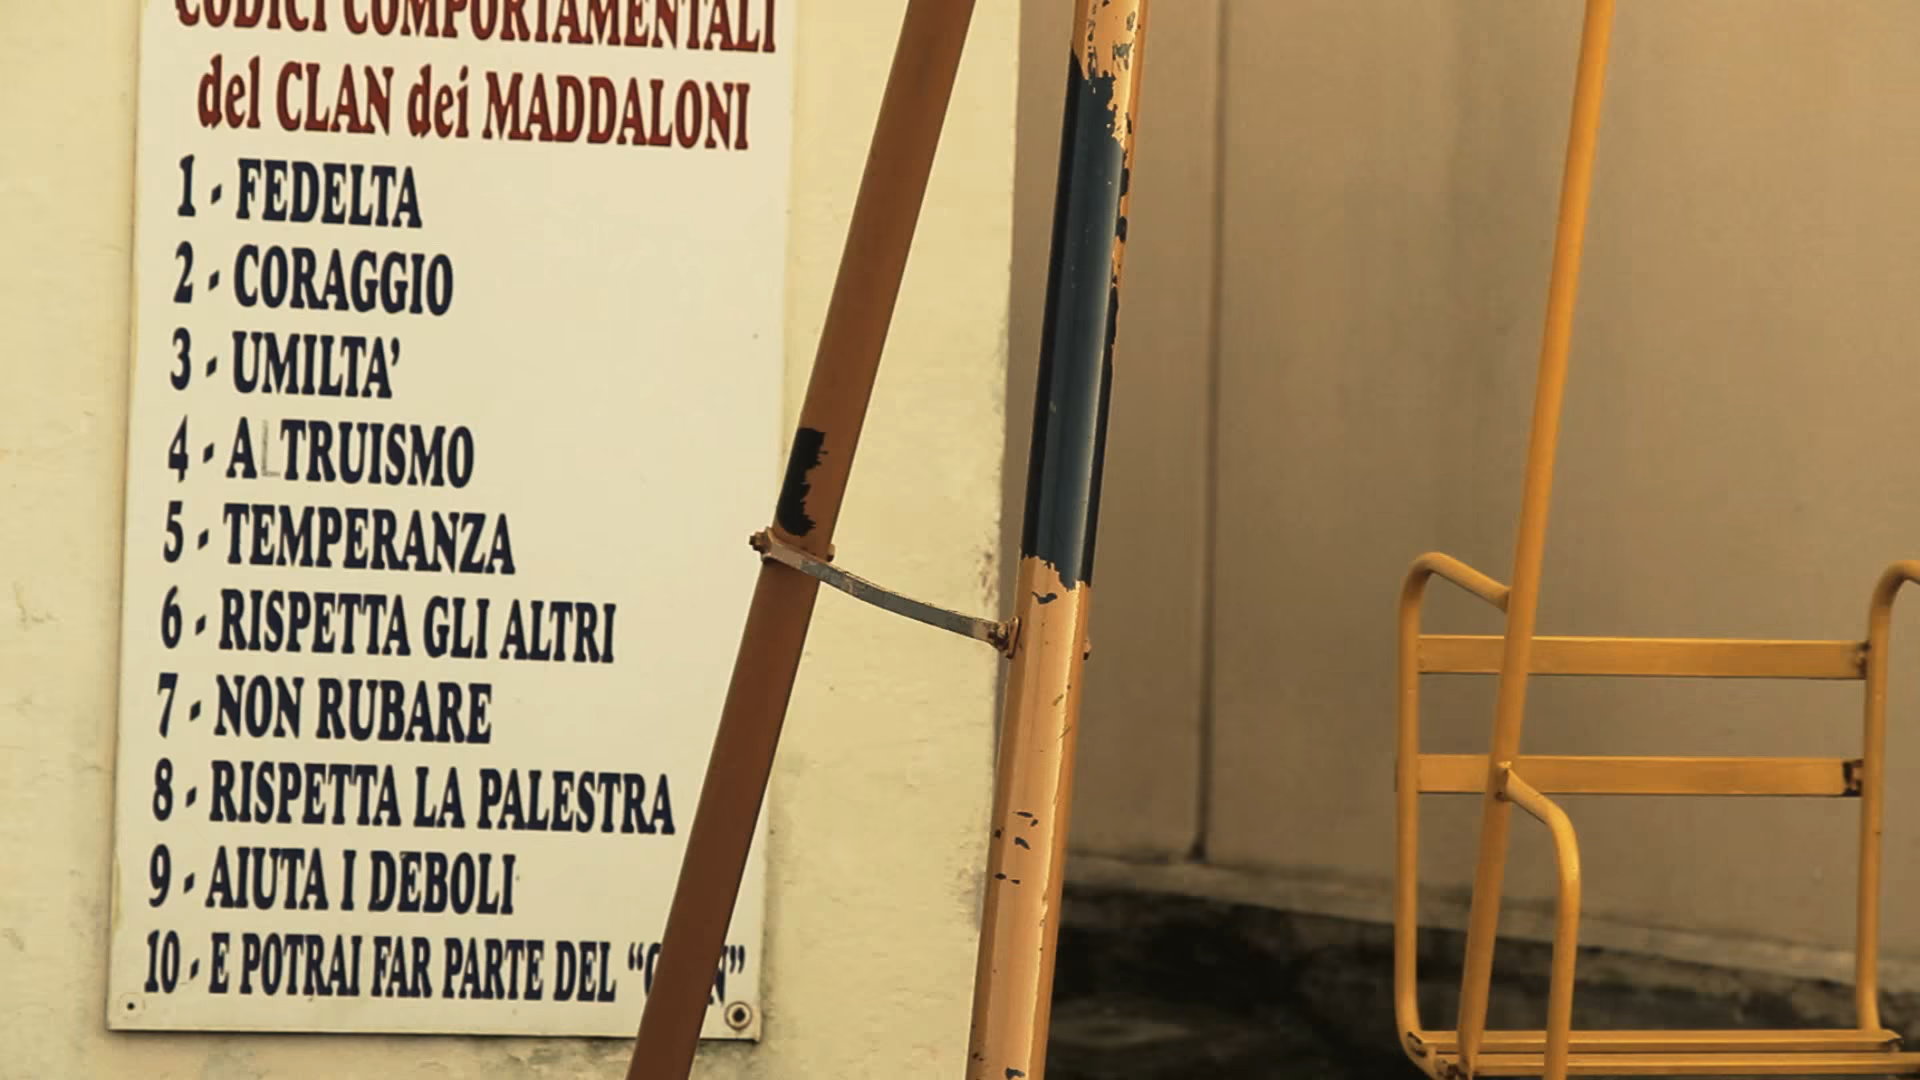 CODICI COMPORTAMENTALI
del CLAN dei MADDALONI
1 - FEDELTA
2 - CORAGGIO
3 - UMILTA'
4 - ALTRUISMO
5 - TEMPERANZA
6 - RISPETTA GLI ALTRI
7 - NON RUBARE
8 - RISPETTA LA PALESTRA
9 - AIUTA I DEBOLI
10 - E POTRAI FAR PARTE DEL